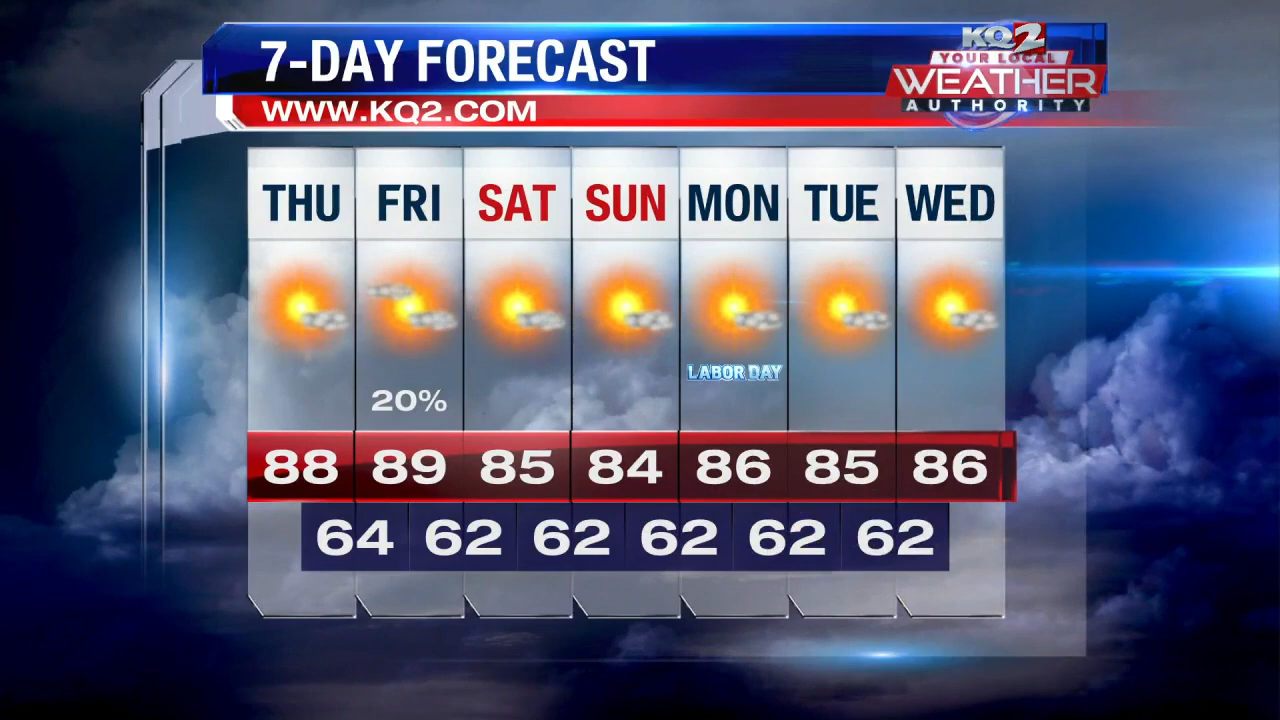 7-DAY FORECAST
WWW.KQ2.COM
KQ2
YOUR LOCAL
WEATHER
AUTHORITY
THU FRI SAT SUN MON TUE WED
LABOR DAY
20%
88 89 85 84 86 85 86
64 62 62 62 62 62